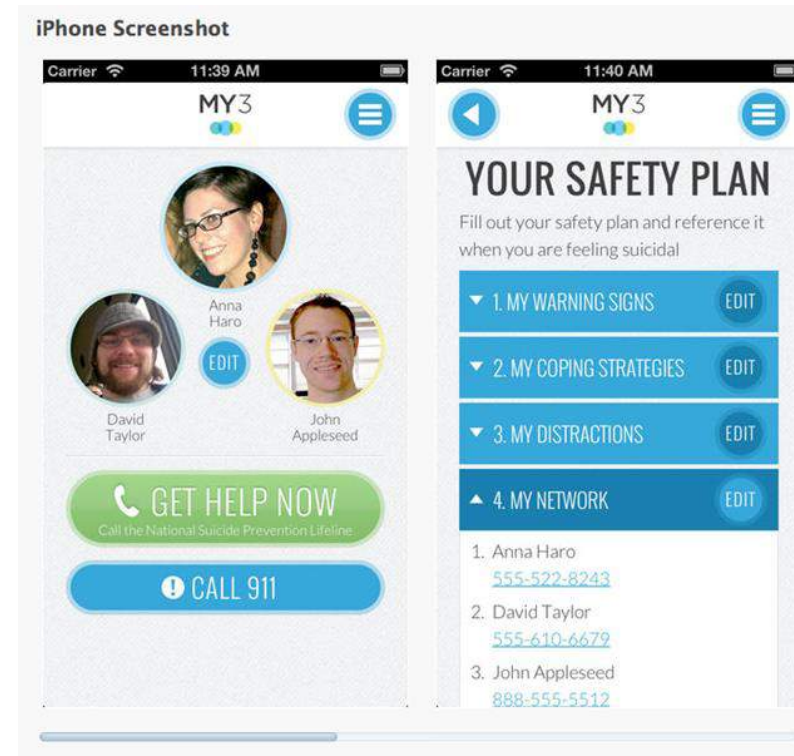 iPhone Screenshot
Carrier 11:39 AM
MY3
Anna
Haro
EDIT
David
Taylor
John
Appleseed
GET HELP NOW
Call the National Suicide Prevention Lifeline
CALL 911
Carrier 11:40 AM
MY3
YOUR SAFETY PLAN
Fill out your safety plan and reference it
when you are feeling suicidal
1. MY WARNING SIGNS EDIT
2. MY COPING STRATEGIES EDIT
3. MY DISTRACTIONS EDIT
4. MY NETWORK EDIT
1. Anna Haro
555-522-8243
2. David Taylor
555-610-6679
3. John Appleseed
888-555-5512